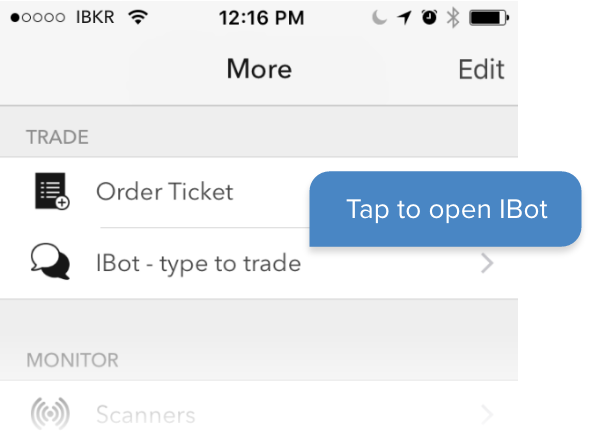 IBKR 12:16 PM
More Edit
TRADE
Order Ticket
Tap to open IBot
IBot - type to trade
MONITOR
Scanners